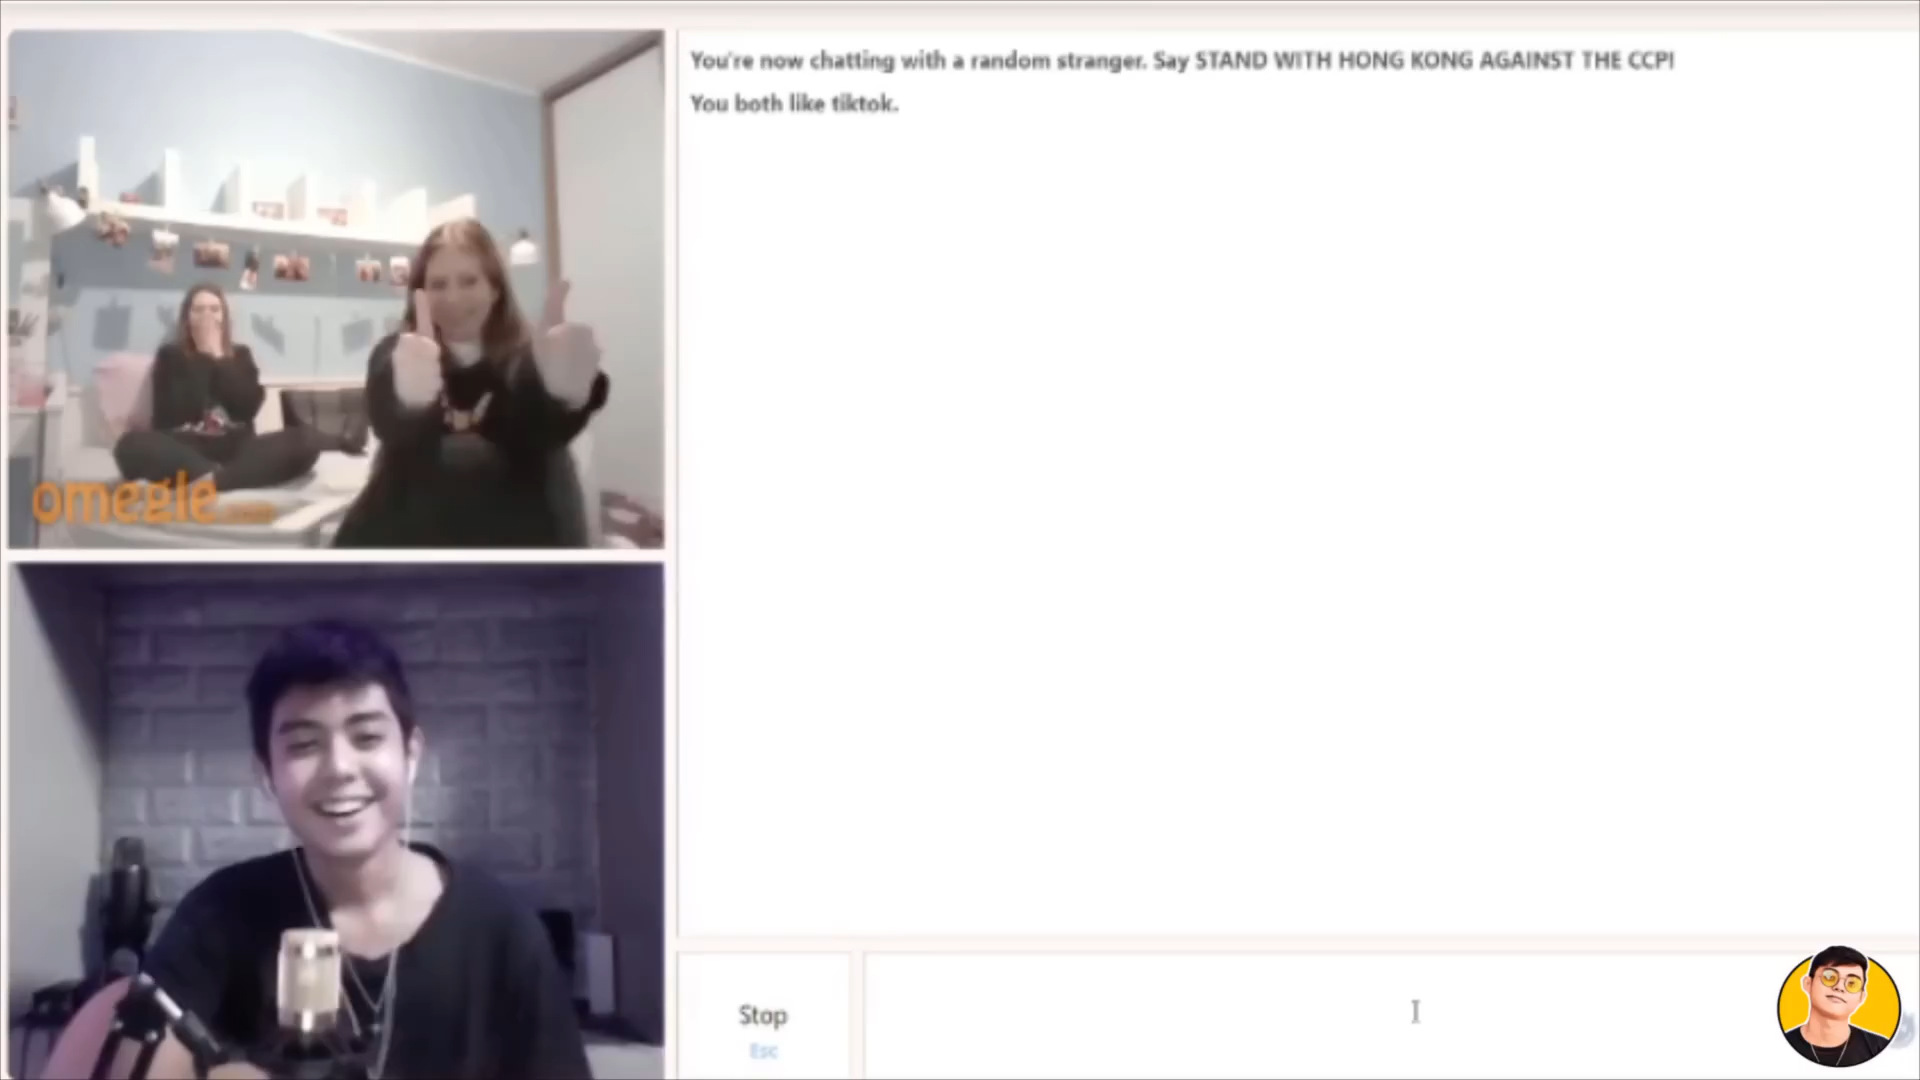 You're now chatting with a random stranger. Say STAND WITH HONG KONG AGAINST THE CCP!
You both like tiktok.
omegle.com
Stop
Esc